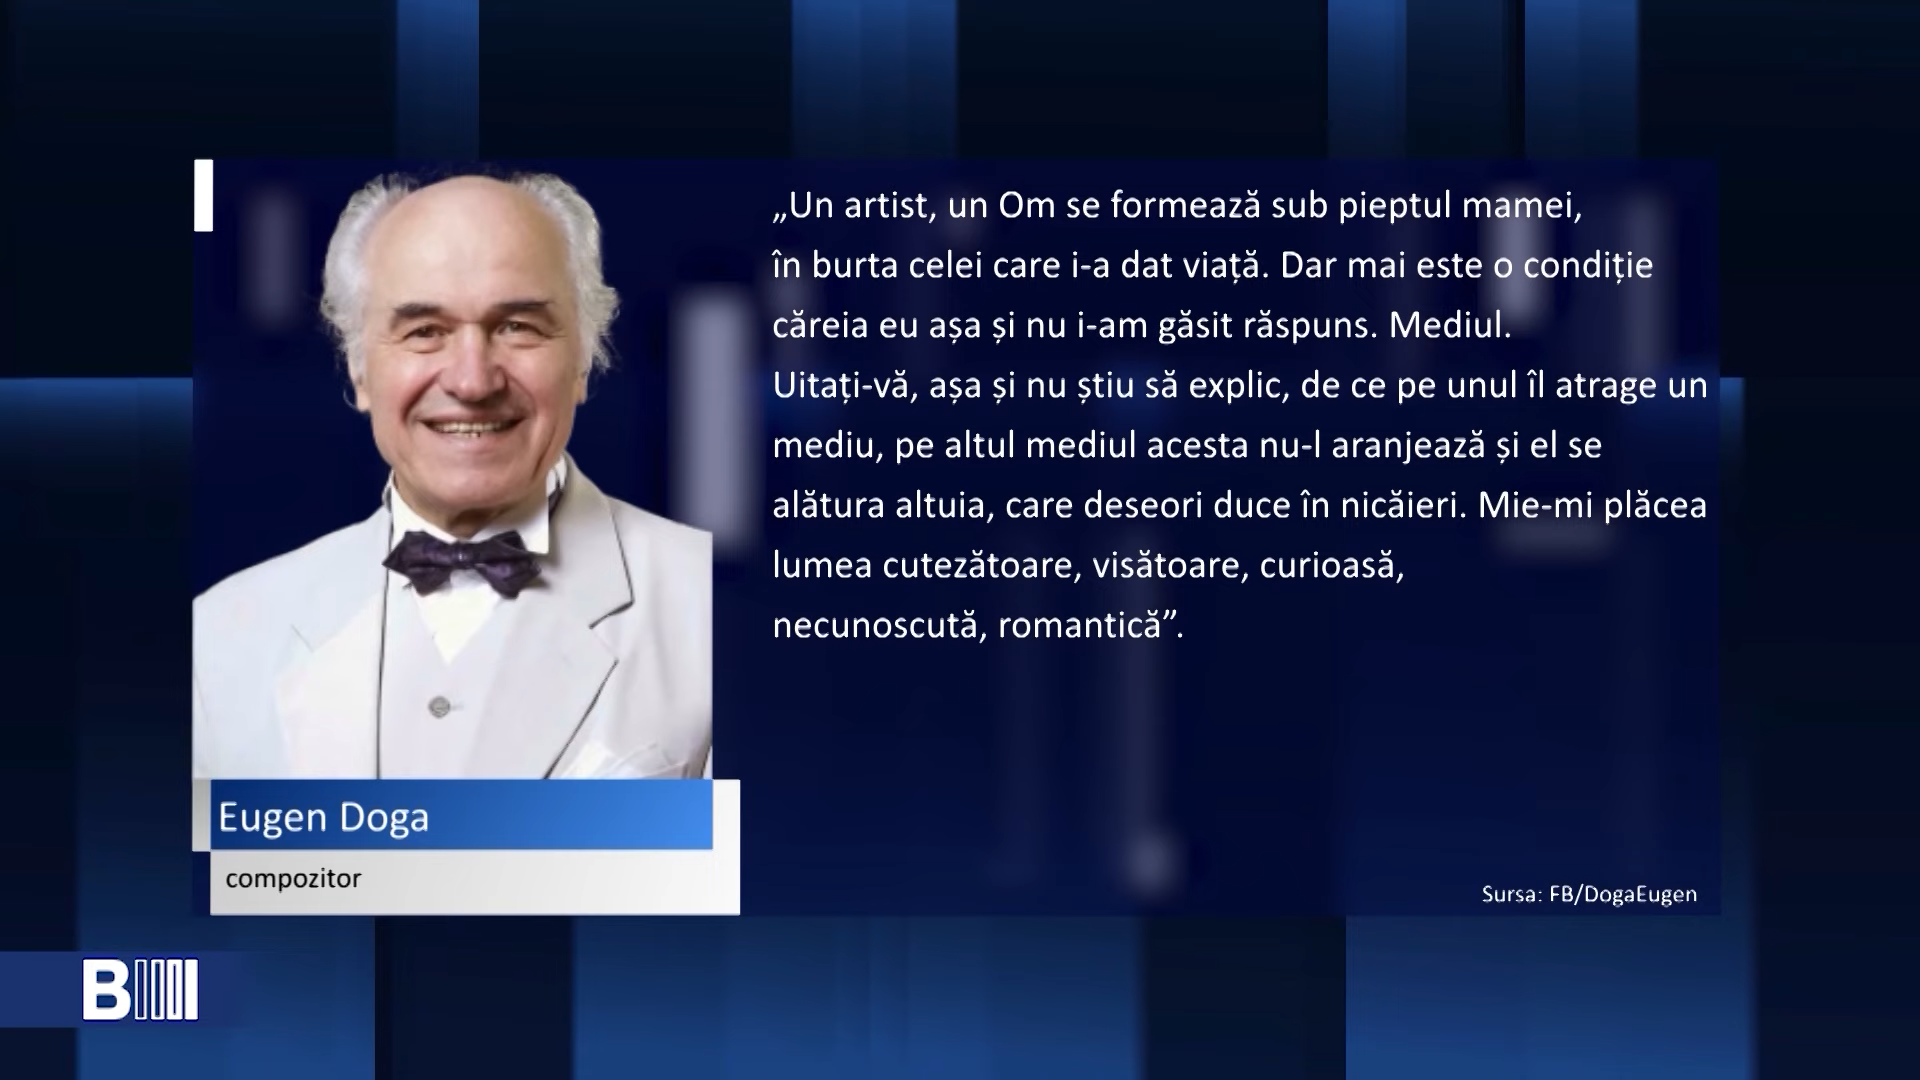 „Un artist, un Om se formează sub pieptul mamei,
în burta celei care i-a dat viață. Dar mai este o condiție
căreia eu așa și nu i-am găsit răspuns. Mediul.
Uitați-vă, așa și nu știu să explic, de ce pe unul îl atrage un
mediu, pe altul mediul acesta nu-l aranjează și el se
alătura altuia, care deseori duce în nicăieri. Mie-mi plăcea
lumea cutezătoare, visătoare, curioasă,
necunoscută, romantică”.
Eugen Doga
compozitor
Sursa: FB/DogaEugen
B